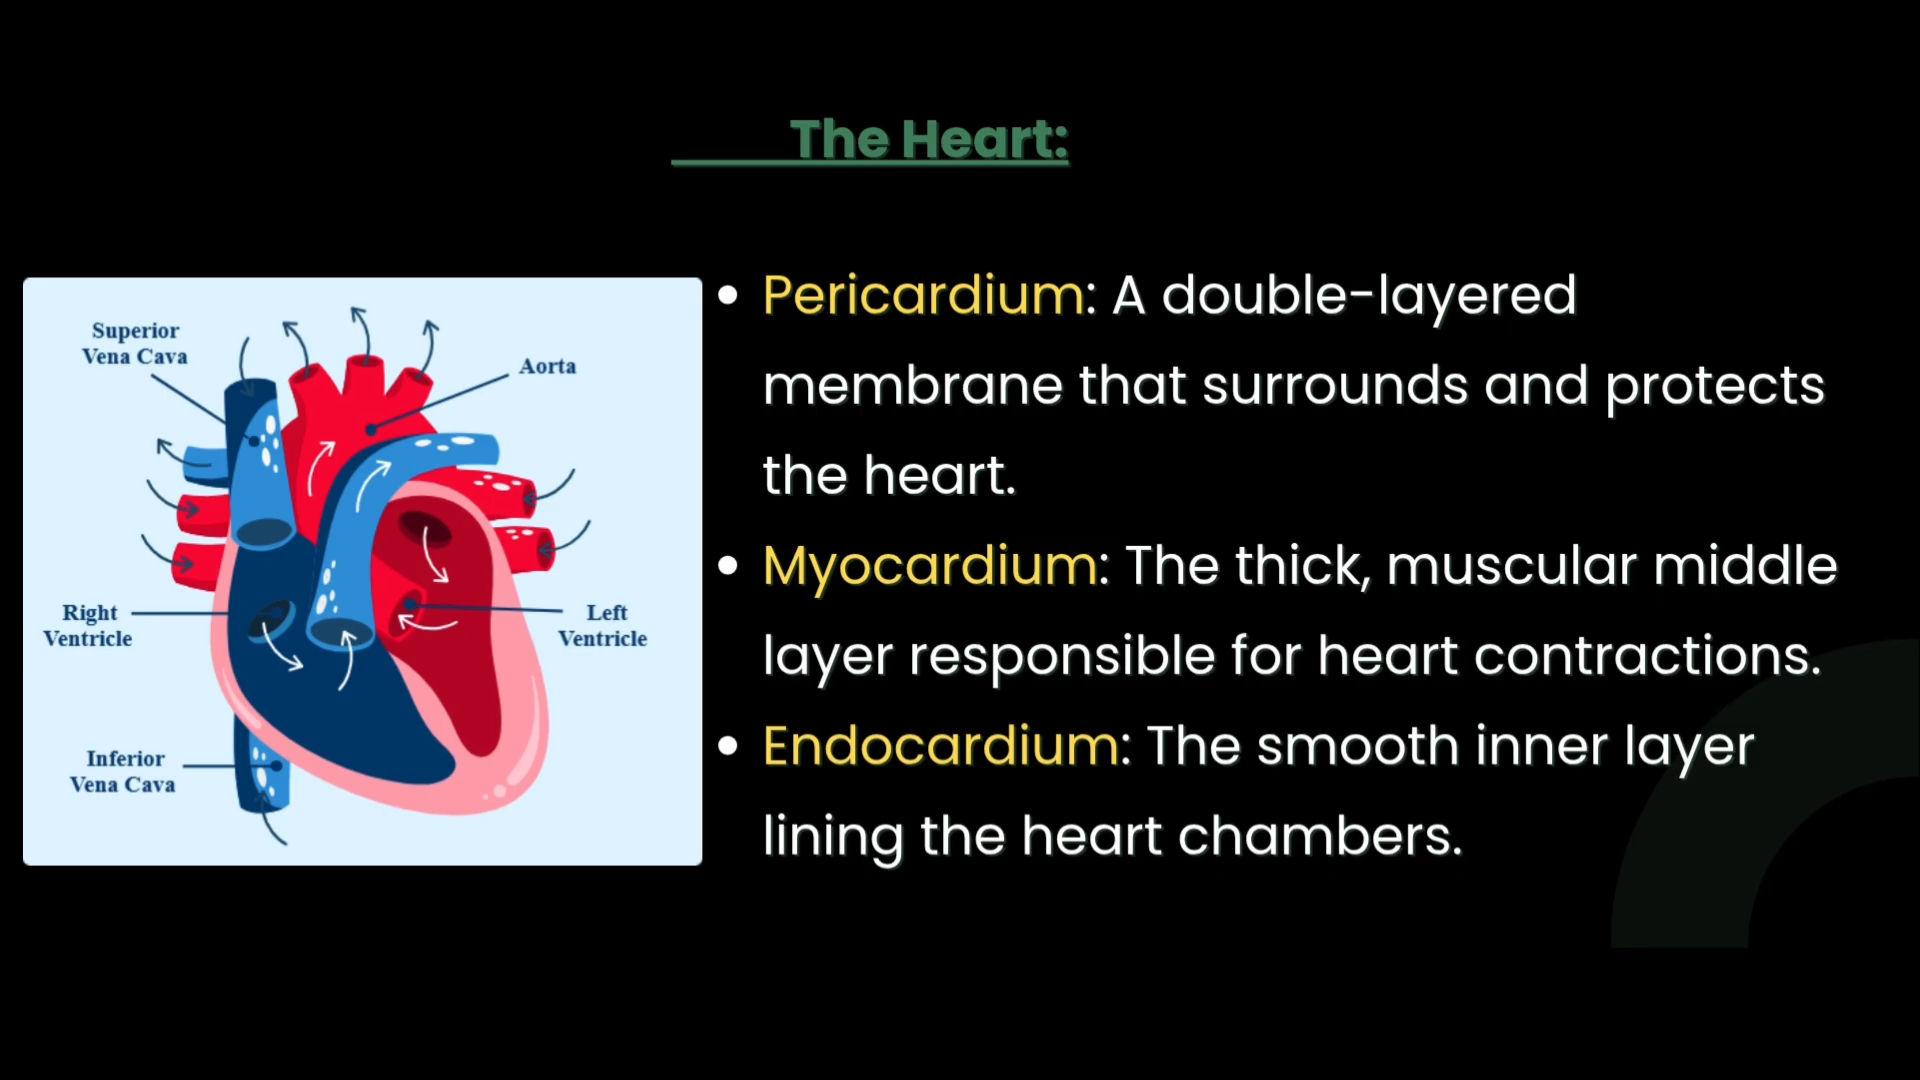 The Heart:
Superior
Vena Cava
Aorta
Right
Ventricle
Left
Ventricle
Inferior
Vena Cava
• Pericardium: A double-layered
membrane that surrounds and protects
the heart.
• Myocardium: The thick, muscular middle
layer responsible for heart contractions.
• Endocardium: The smooth inner layer
lining the heart chambers.